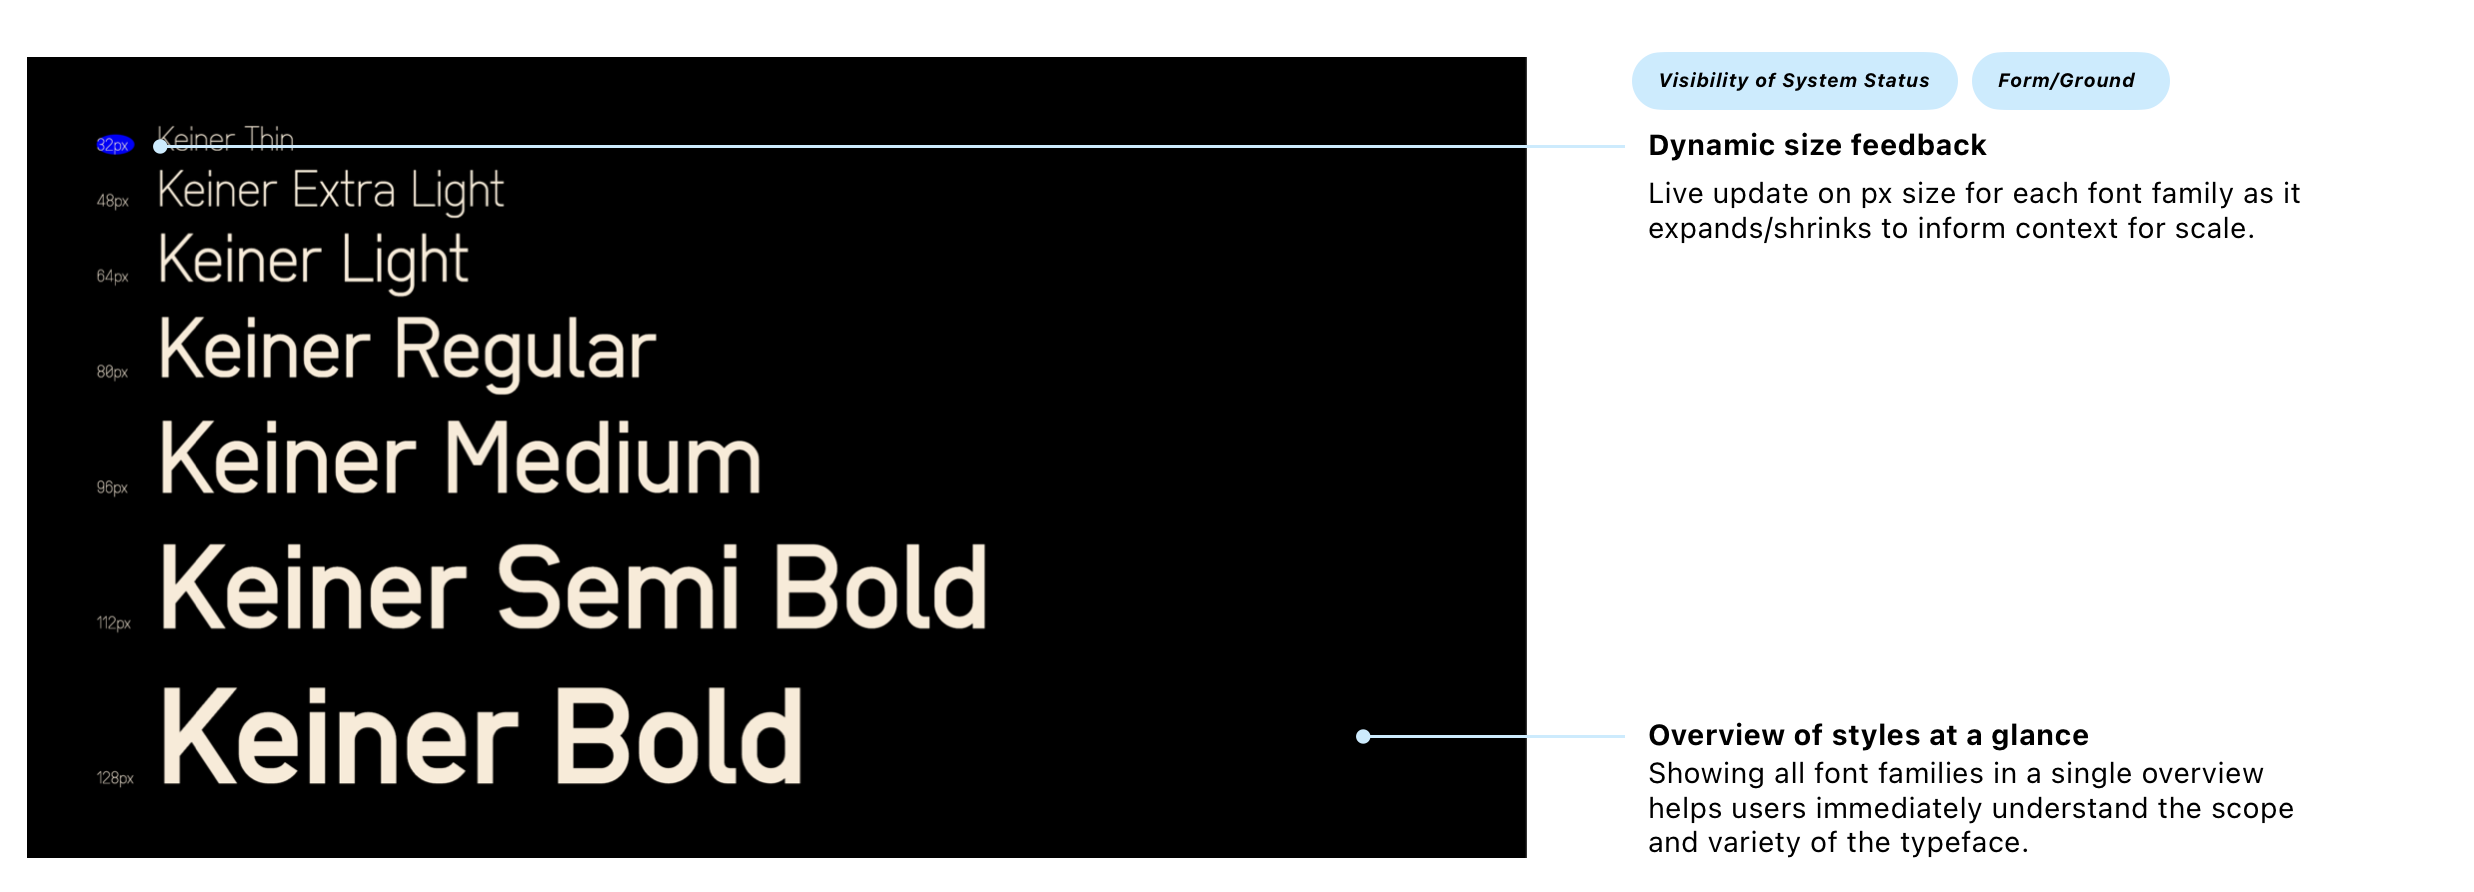 Visibility of System Status
Form/Ground
32px
Keiner Thin
Dynamic size feedback
Live update on px size for each font family as it
expands/shrinks to inform context for scale.
48px
Keiner Extra Light
64px
Keiner Light
80px
Keiner Regular
96px
Keiner Medium
112px
Keiner Semi Bold
128px
Keiner Bold
Overview of styles at a glance
Showing all font families in a single overview
helps users immediately understand the scope
and variety of the typeface.